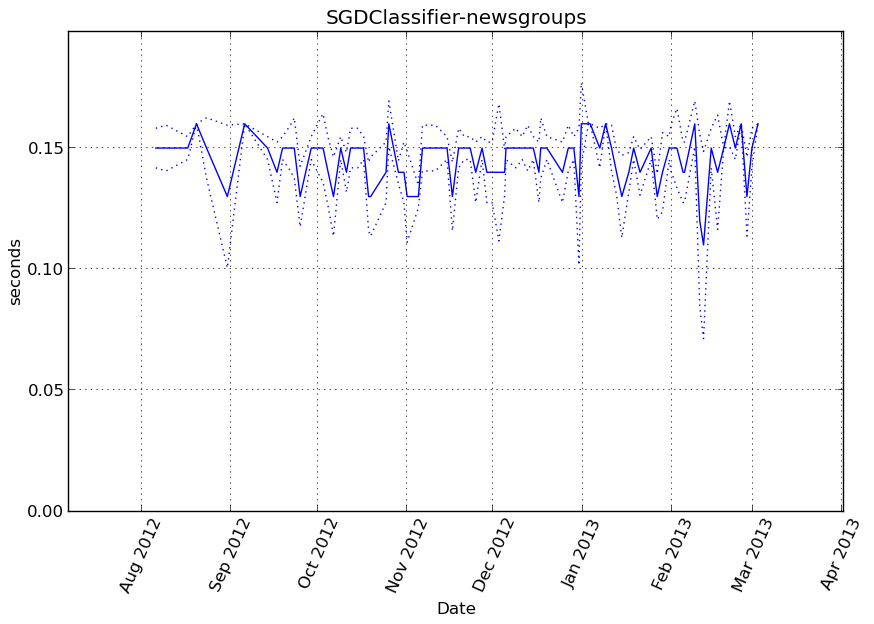 SGDClassifier-newsgroups
seconds
0.15
0.10
0.05
0.00
Aug 2012
Sep 2012
Oct 2012
Nov 2012
Dec 2012
Jan 2013
Feb 2013
Mar 2013
Apr 2013
Date